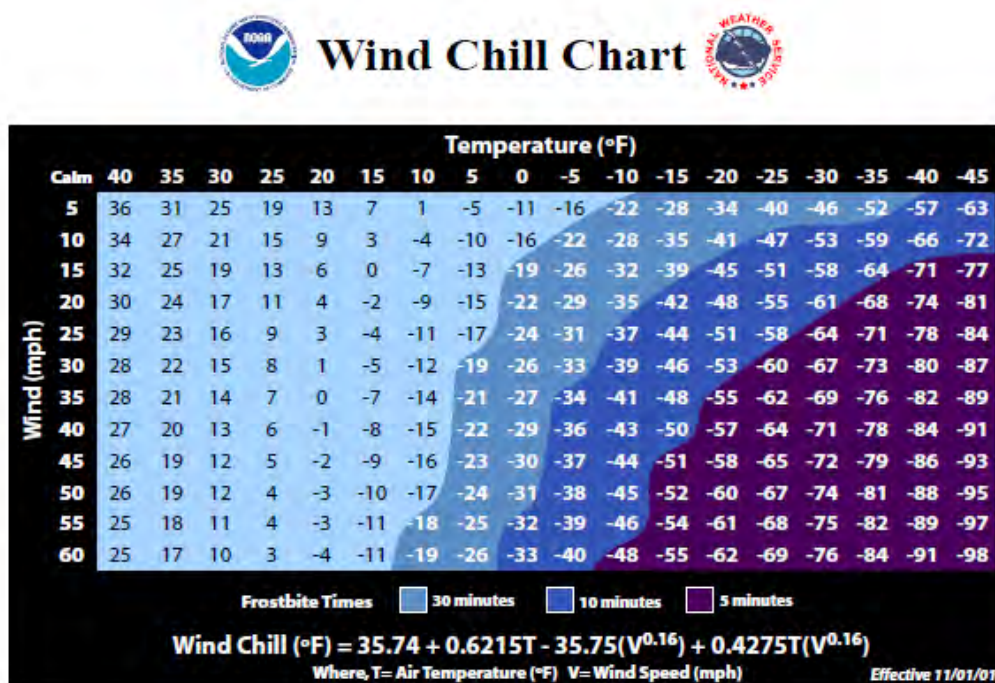 NOAA
Wind Chill Chart
NATIONAL WEATHER SERVICE
Temperature (ºF)
Calm 40 35 30 25 20 15 10 5 0 -5 -10 -15 -20 -25 -30 -35 -40 -45
5 36 31 25 19 13 7 1 -5 -11 -16 -22 -28 -34 -40 -46 -52 -57 -63
10 34 27 21 15 9 3 -4 -10 -16 -22 -28 -35 -41 -47 -53 -59 -66 -72
15 32 25 19 13 6 0 -7 -13 -19 -26 -32 -39 -45 -51 -58 -64 -71 -77
20 30 24 17 11 4 -2 -9 -15 -22 -29 -35 -42 -48 -55 -61 -68 -74 -81
25 29 23 16 9 3 -4 -11 -17 -24 -31 -37 -44 -51 -58 -64 -71 -78 -84
30 28 22 15 8 1 -5 -12 -19 -26 -33 -39 -46 -53 -60 -67 -73 -80 -87
35 28 21 14 7 0 -7 -14 -21 -27 -34 -41 -48 -55 -62 -69 -76 -82 -89
40 27 20 13 6 -1 -8 -15 -22 -29 -36 -43 -50 -57 -64 -71 -78 -84 -91
45 26 19 12 5 -2 -9 -16 -23 -30 -37 -44 -51 -58 -65 -72 -79 -86 -93
50 26 19 12 4 -3 -10 -17 -24 -31 -38 -45 -52 -60 -67 -74 -81 -88 -95
55 25 18 11 4 -3 -11 -18 -25 -32 -39 -46 -54 -61 -68 -75 -82 -89 -97
60 25 17 10 3 -4 -11 -19 -26 -33 -40 -48 -55 -62 -69 -76 -84 -91 -98
Wind (mph)
Frostbite Times 30 minutes 10 minutes 5 minutes
Wind Chill (ºF) = 35.74 + 0.6215T - 35.75(V^0.16) + 0.4275T(V^0.16)
Where, T= Air Temperature (ºF) V= Wind Speed (mph)
Effective 11/01/01